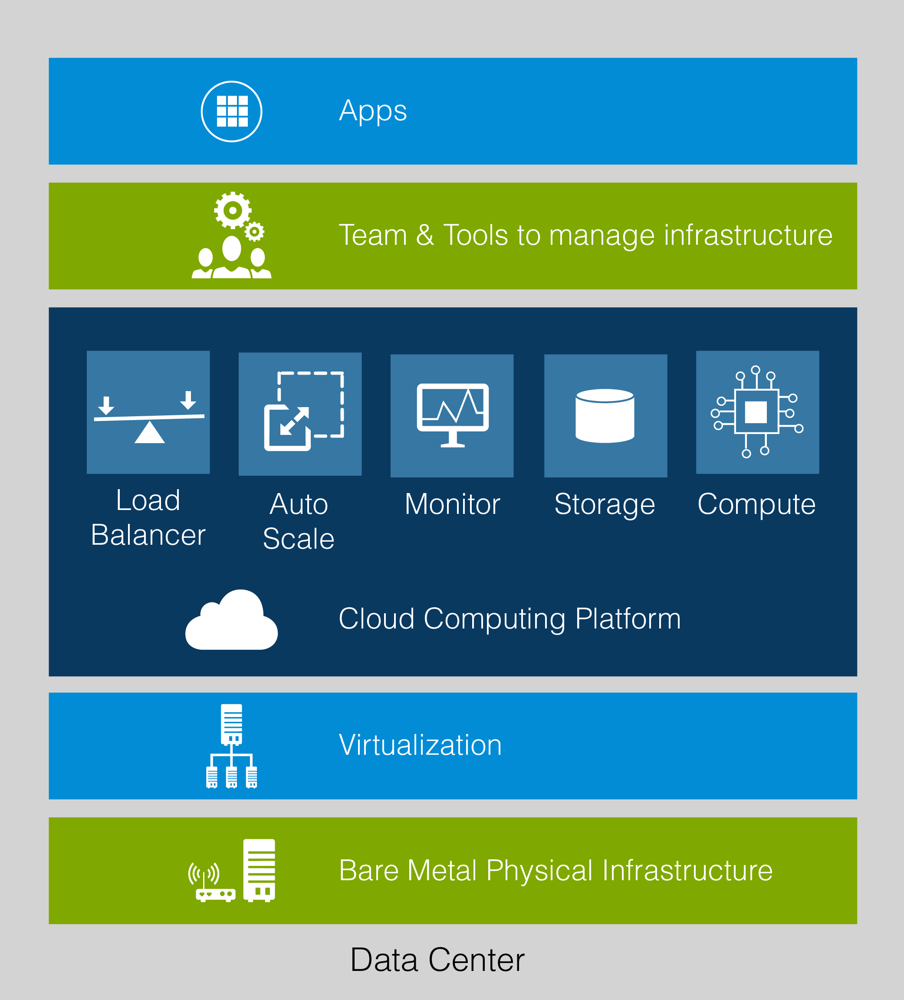 Apps
Team & Tools to manage infrastructure
Load
Balancer
Auto
Scale
Monitor
Storage
Compute
Cloud Computing Platform
Virtualization
Bare Metal Physical Infrastructure
Data Center